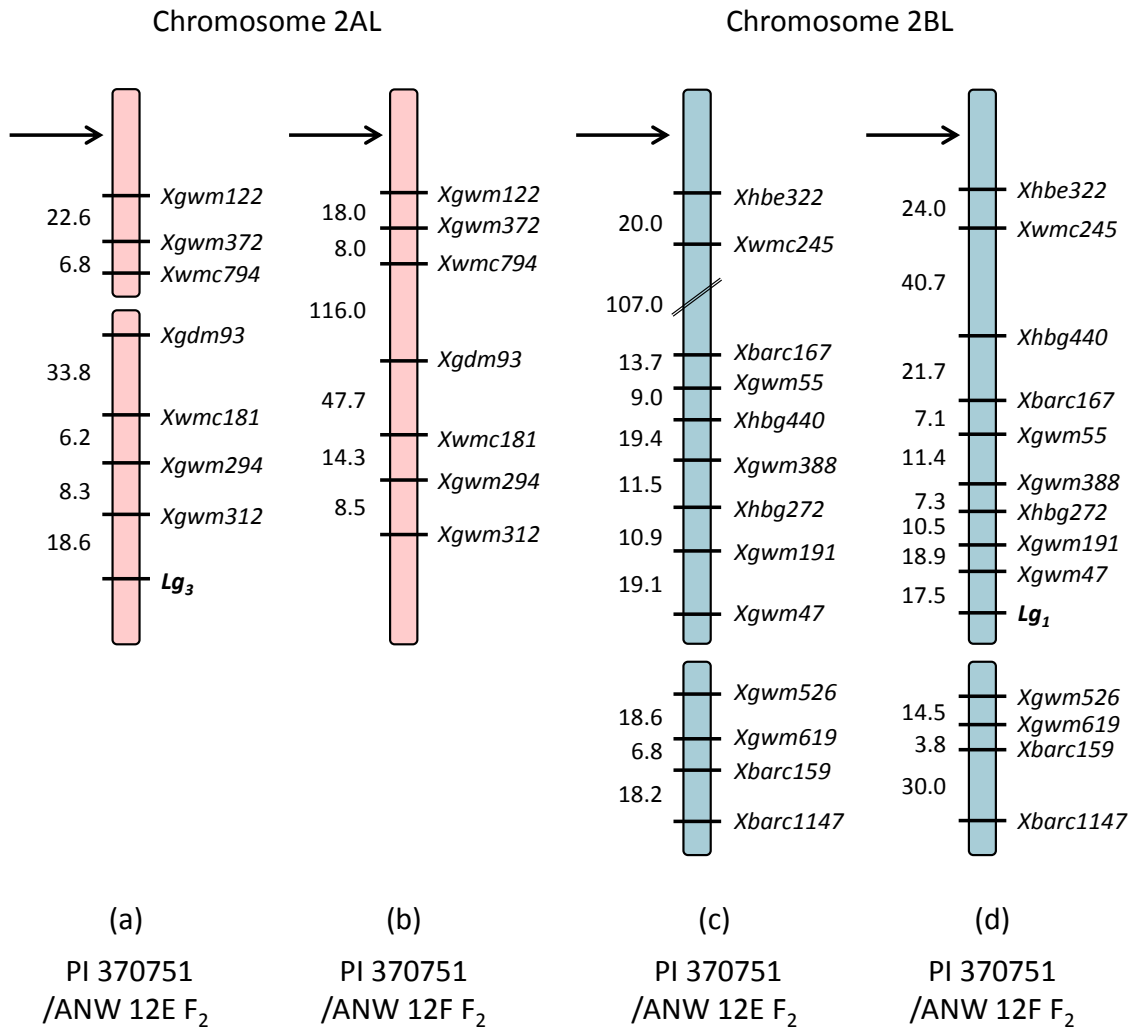 Chromosome 2AL
Chromosome 2BL
Xgwm122
22.6
Xgwm372
6.8
Xwmc794
Xgdm93
33.8
Xwmc181
6.2
Xgwm294
8.3
Xgwm312
18.6
Lg3
Xgwm122
18.0
Xgwm372
8.0
Xwmc794
116.0
Xgdm93
47.7
Xwmc181
14.3
Xgwm294
8.5
Xgwm312
Xhbe322
20.0
Xwmc245
107.0
Xbarc167
13.7
Xgwm55
9.0
Xhbg440
19.4
Xgwm388
11.5
Xhbg272
10.9
Xgwm191
19.1
Xgwm47
Xgwm526
18.6
Xgwm619
6.8
Xbarc159
18.2
Xbarc1147
Xhbe322
24.0
Xwmc245
40.7
Xhbg440
21.7
Xbarc167
7.1
Xgwm55
11.4
Xgwm388
7.3
Xhbg272
10.5
Xgwm191
18.9
Xgwm47
17.5
Lg1
Xgwm526
14.5
Xgwm619
3.8
Xbarc159
30.0
Xbarc1147
(a)
PI 370751
/ANW 12E F2
(b)
PI 370751
/ANW 12F F2
(c)
PI 370751
/ANW 12E F2
(d)
PI 370751
/ANW 12F F2